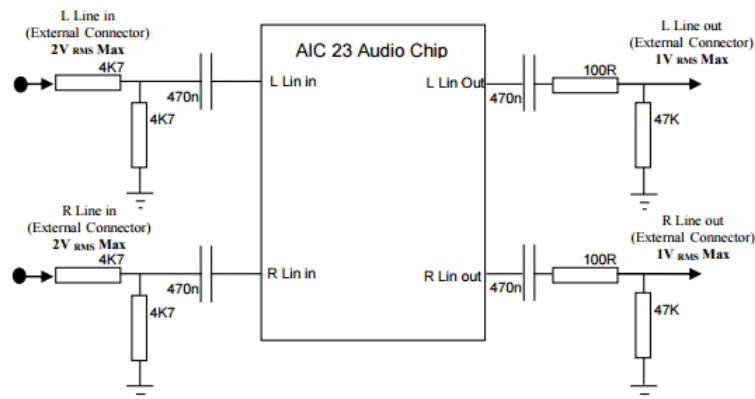 L Line in
(External Connector)
2V RMS Max
4K7
470n
4K7
AIC 23 Audio Chip
L Lin in
L Lin Out
470n
100R
L Line out
(External Connector)
1V RMS Max
47K
R Line in
(External Connector)
2V RMS Max
4K7
470n
4K7
R Lin in
R Lin out
470n
100R
R Line out
(External Connector)
1V RMS Max
47K